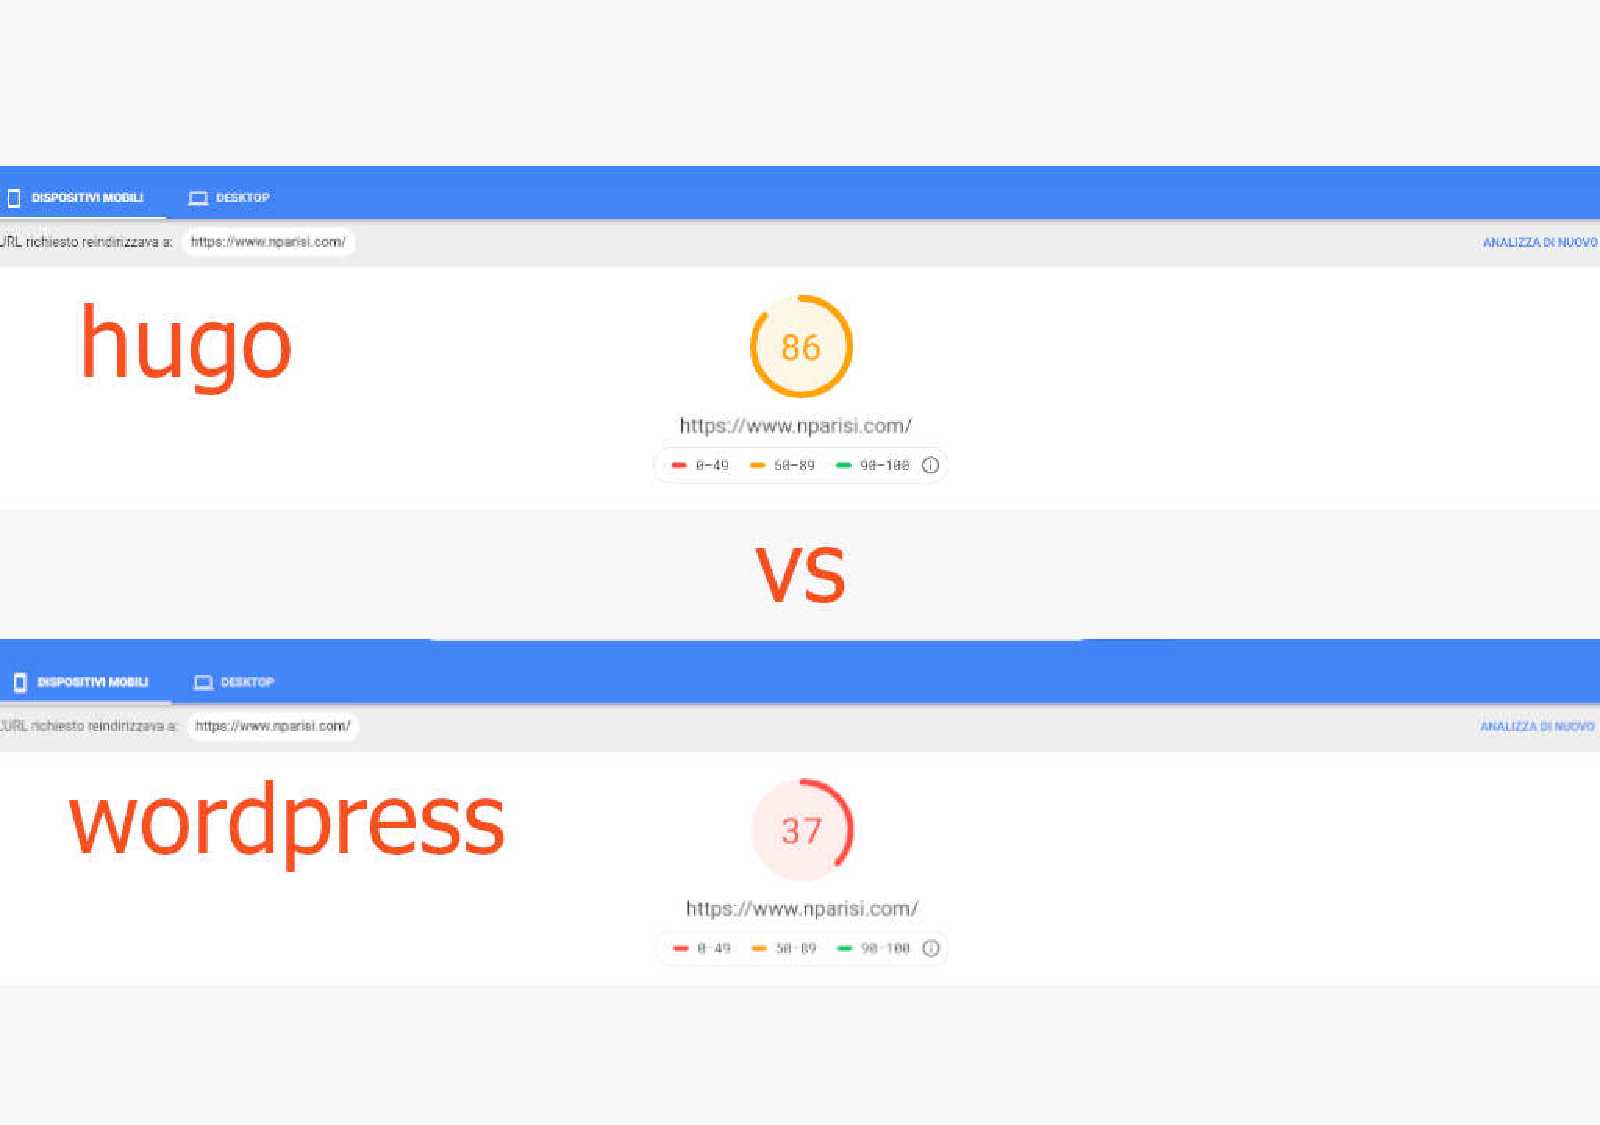 DISPOSITIVI MOBILI DESKTOP
URL richiesto reindirizzava a: https://www.nparisi.com/ ANALIZZA DI NUOVO
hugo
86
https://www.nparisi.com/
0–49 50–89 90–100
vs
DISPOSITIVI MOBILI DESKTOP
L'URL richiesto reindirizzava a: https://www.nparisi.com/ ANALIZZA DI NUOVO
wordpress
37
https://www.nparisi.com/
0–49 50–89 90–100